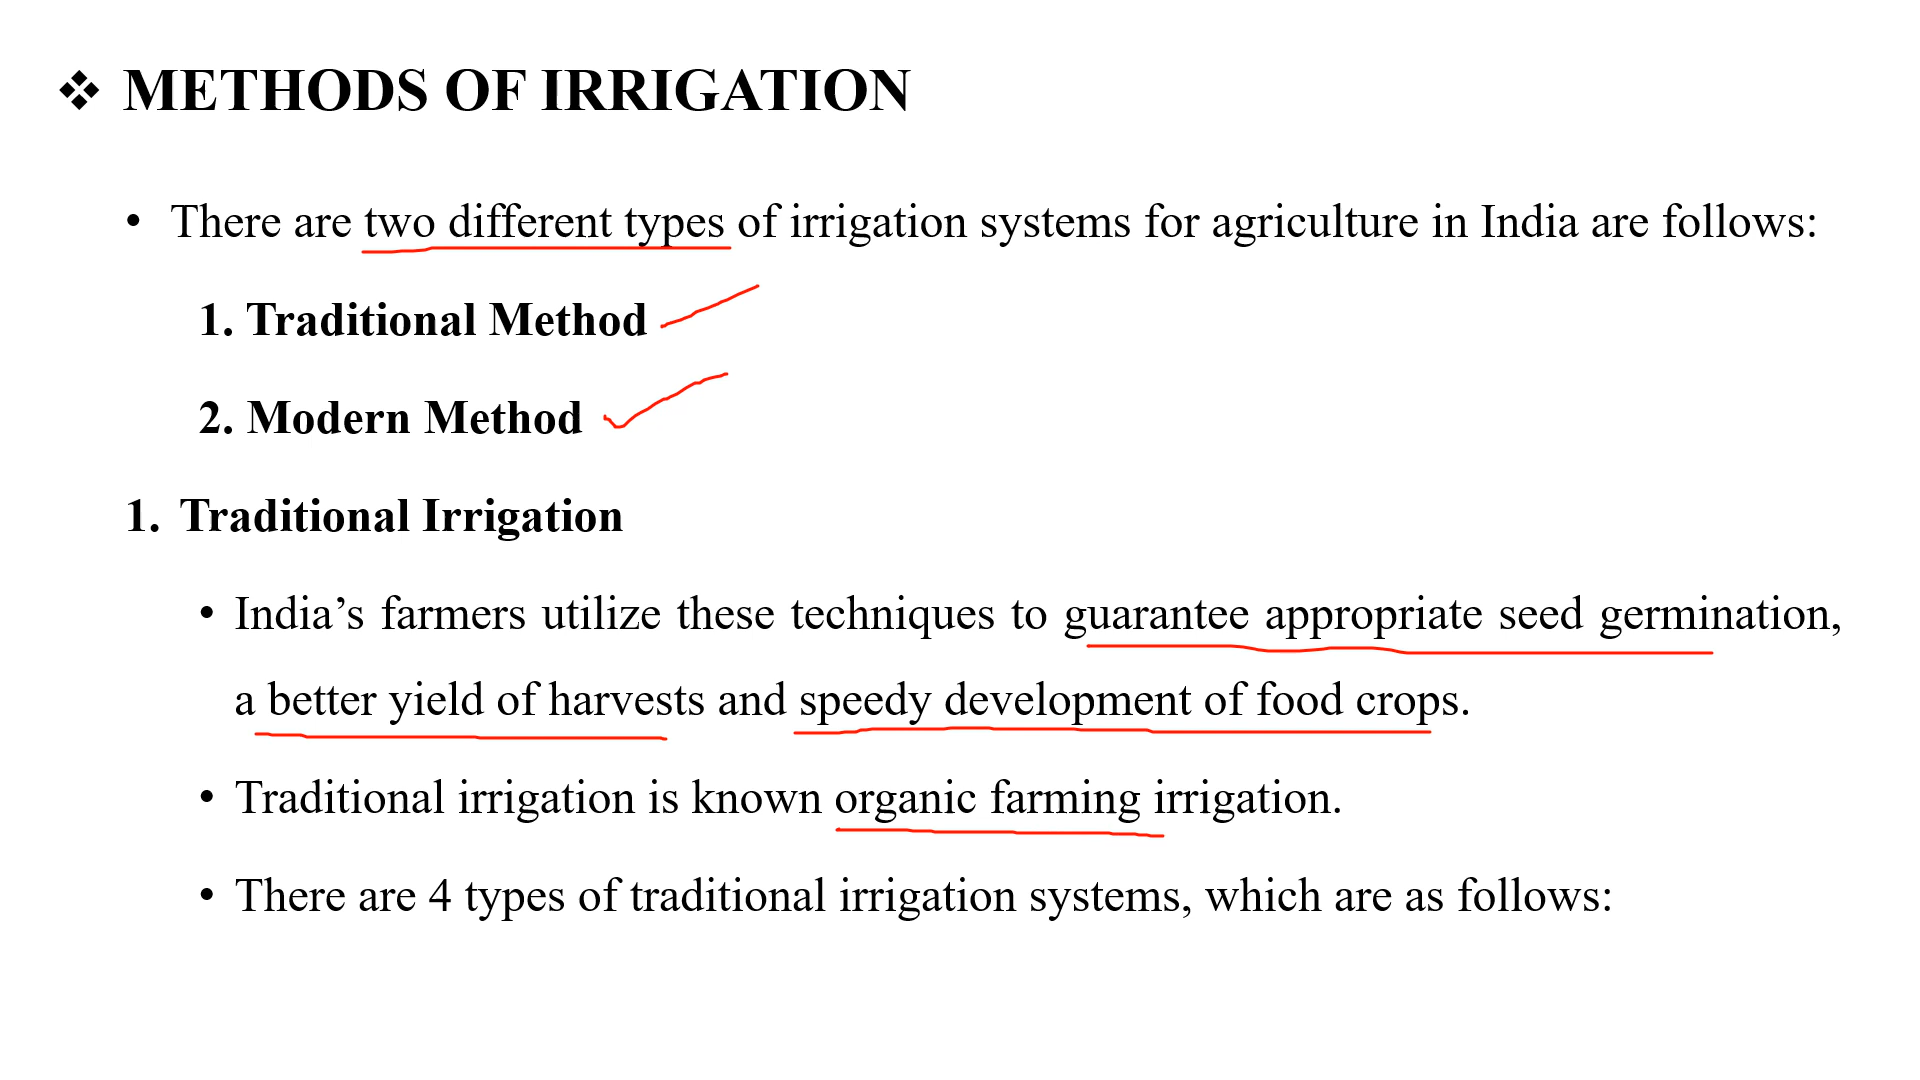 ❖ METHODS OF IRRIGATION
• There are two different types of irrigation systems for agriculture in India are follows:
1. Traditional Method
2. Modern Method
1. Traditional Irrigation
• India’s farmers utilize these techniques to guarantee appropriate seed germination,
a better yield of harvests and speedy development of food crops.
• Traditional irrigation is known organic farming irrigation.
• There are 4 types of traditional irrigation systems, which are as follows: